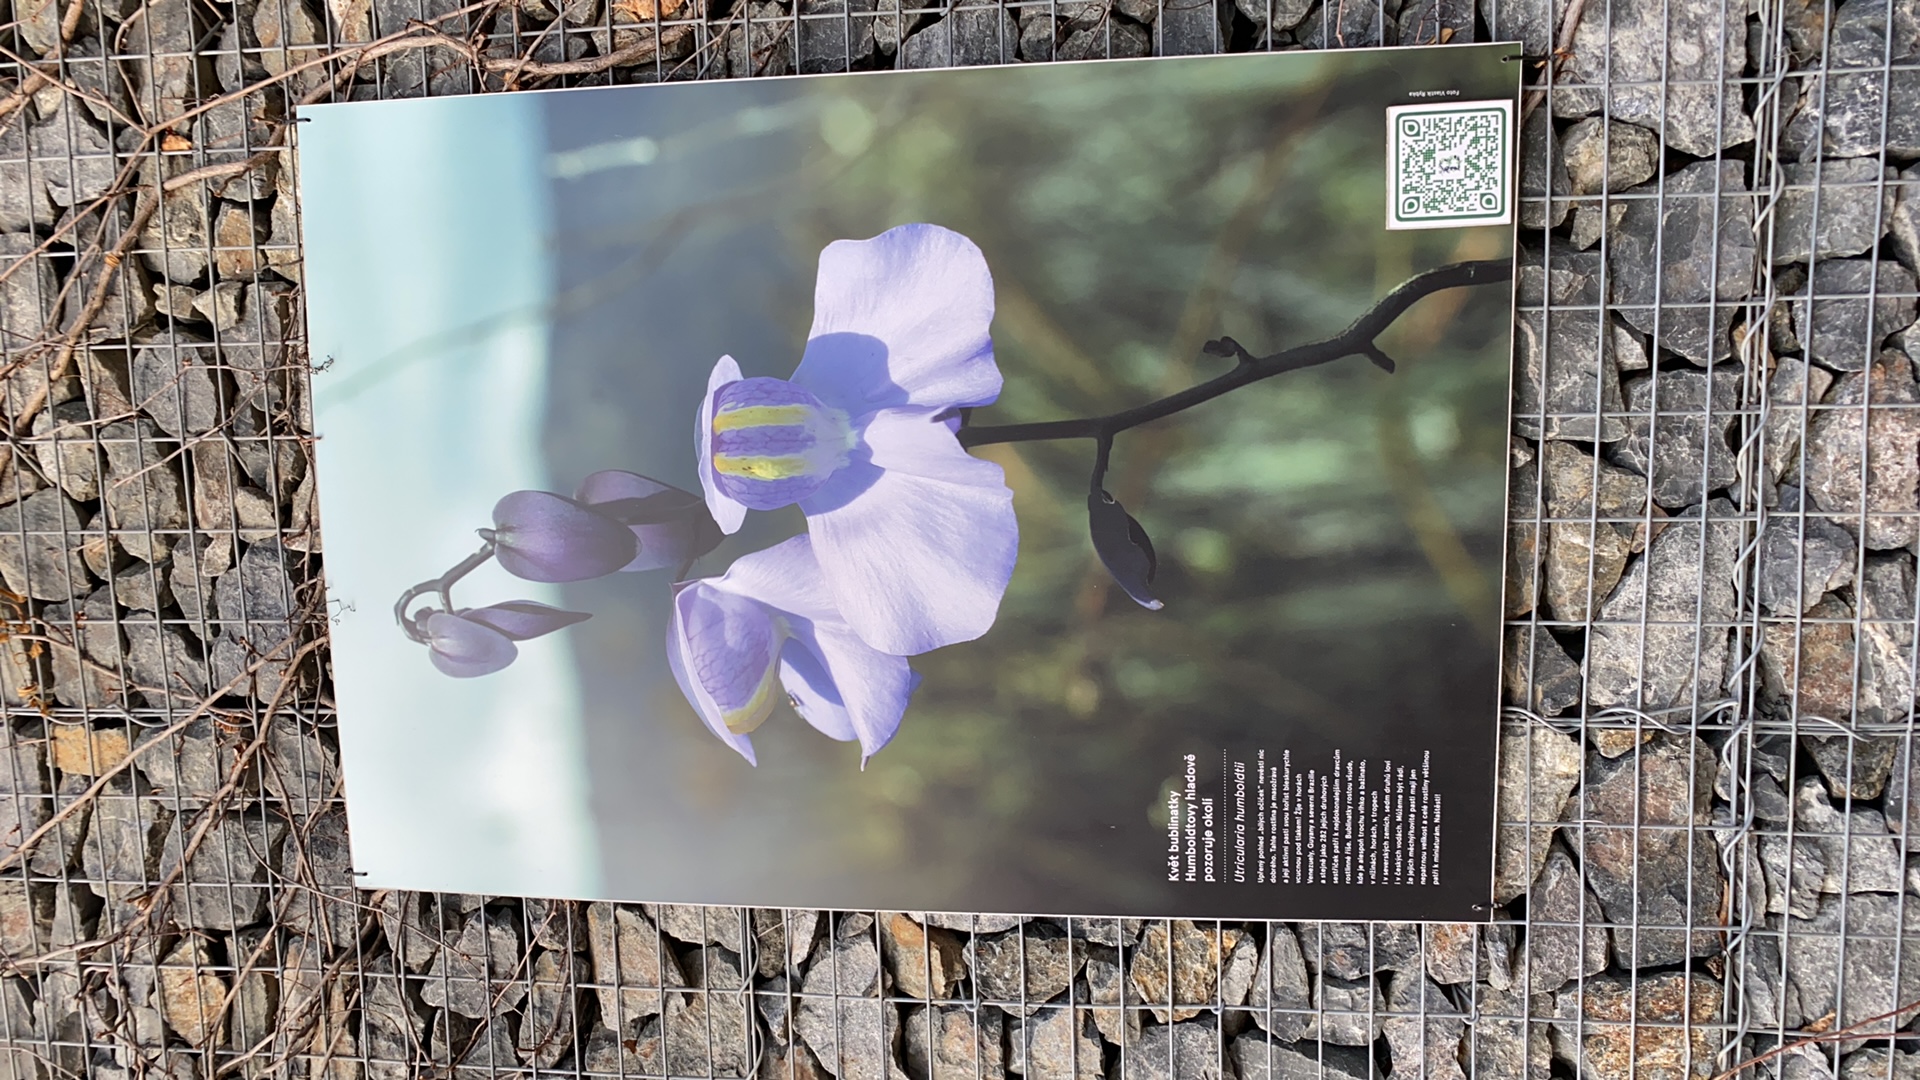 Květ bublinatky
Humboldtovy hladově
pozoruje okolí
Utricularia humboldtii
Upřený pohled „bílých očiček“ nevěstí nic
dobrého. Tahle rostlina je masožravá
a její aktivní pasti svou kořist bleskurychle
vcucnou pod tlakem! Žije v horách
Venezuely, Guyany a severní Brazílie
a stejně jako 282 jejich druhových
sestřiček patří k nejdokonalejším dravcům
rostlinné říše. Bublinatky rostou všude,
kde je alespoň trochu vlhko a bažinato,
v nížinách, horách, v tropech
i v severských zemích, sedm druhů loví
i v českých vodách. Můžeme být rádi,
že jejich měchýřkovité pasti mají jen
nepatrnou velikost a celé rostliny většinou
patří k miniaturám. Naštěstí!
Foto Vlastik Rybka